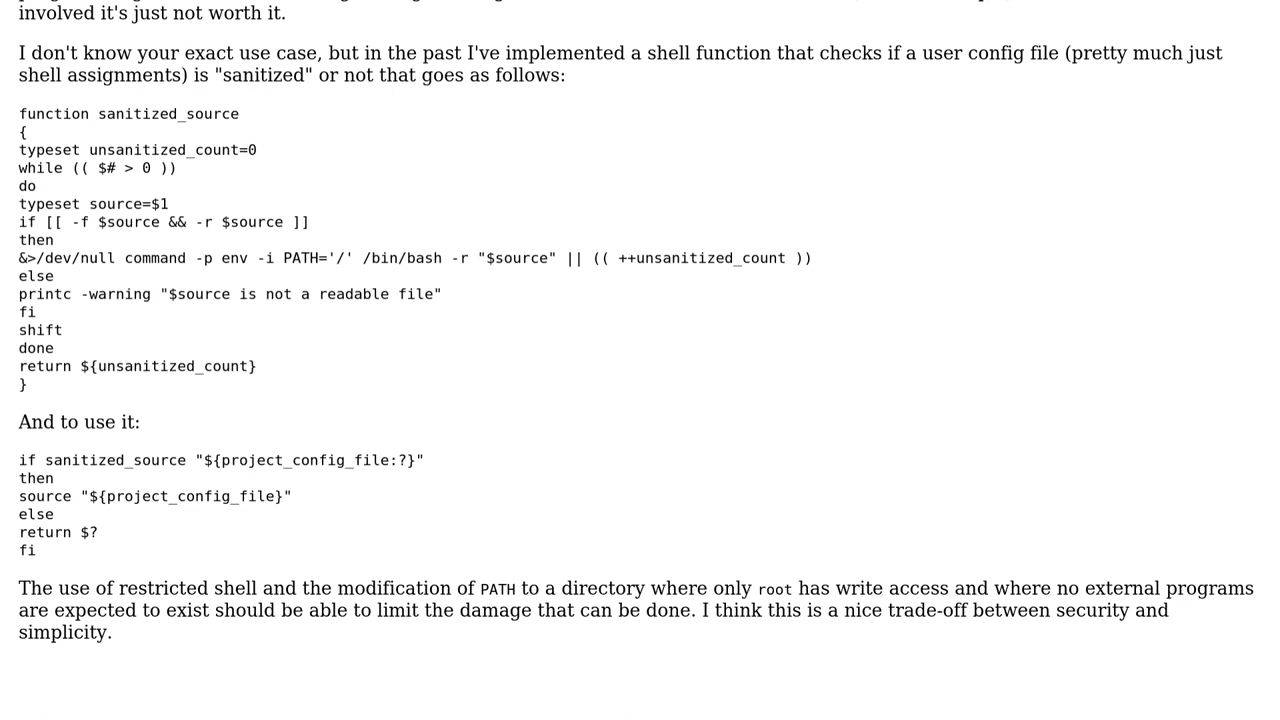 involved it's just not worth it.
I don't know your exact use case, but in the past I've implemented a shell function that checks if a user config file (pretty much just
shell assignments) is "sanitized" or not that goes as follows:
function sanitized_source
{
typeset unsanitized_count=0
while (( $# > 0 ))
do
typeset source=$1
if [[ -f $source && -r $source ]]
then
&>/dev/null command -p env -i PATH='/' /bin/bash -r "$source" || (( ++unsanitized_count ))
else
printc -warning "$source is not a readable file"
fi
shift
done
return ${unsanitized_count}
}
And to use it:
if sanitized_source "${project_config_file:?}"
then
source "${project_config_file}"
else
return $?
fi
The use of restricted shell and the modification of PATH to a directory where only root has write access and where no external programs
are expected to exist should be able to limit the damage that can be done. I think this is a nice trade-off between security and
simplicity.